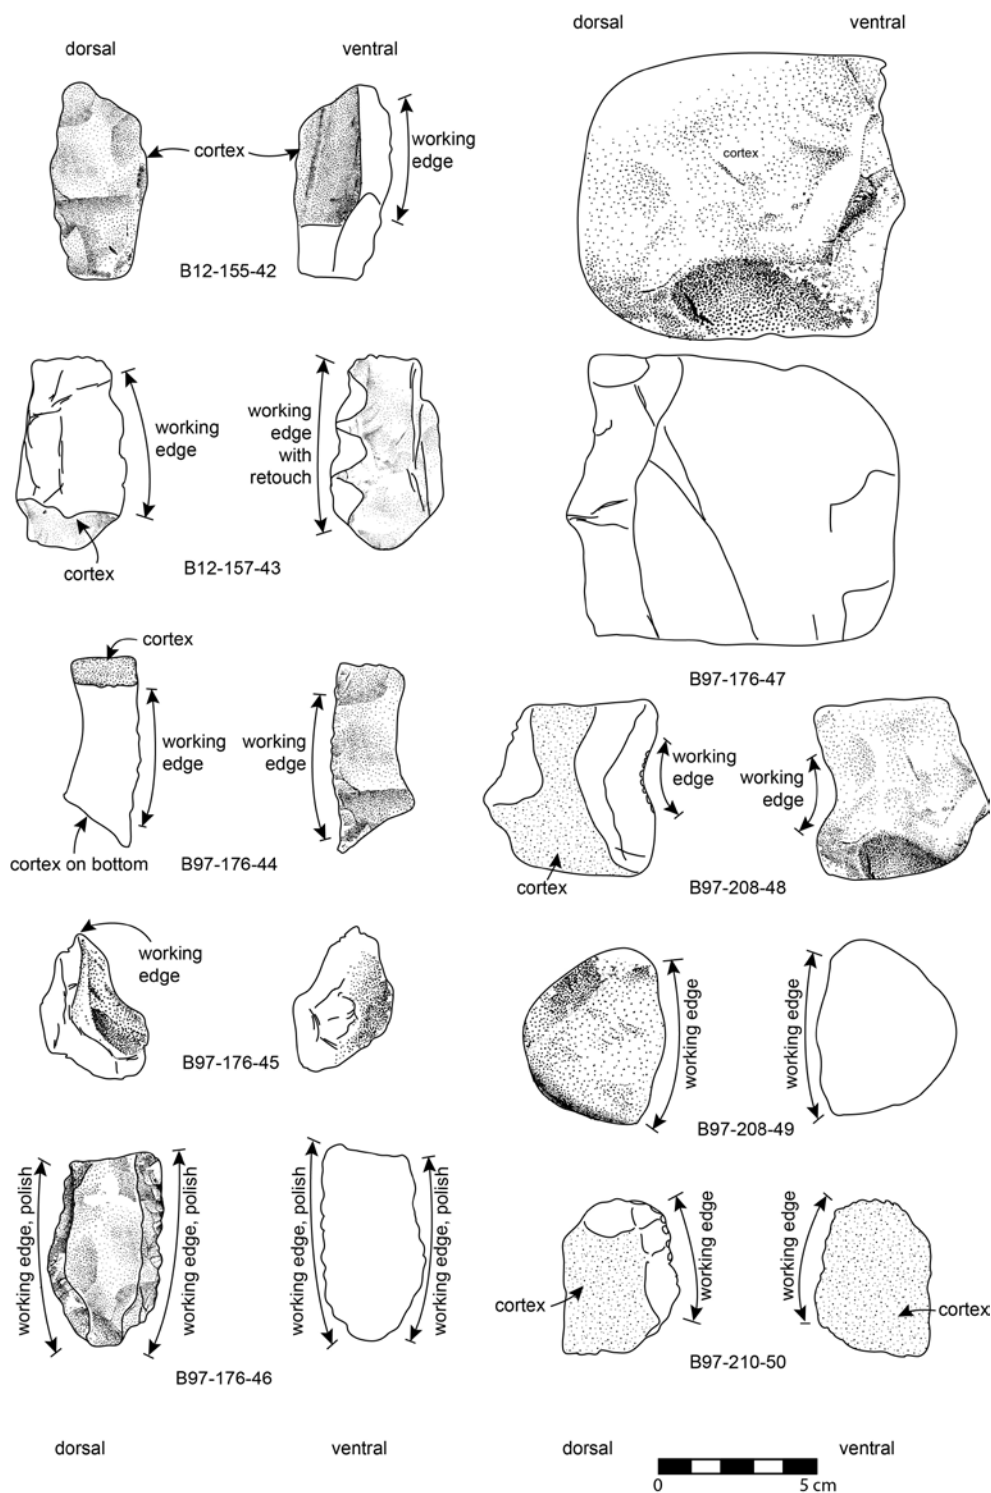 dorsal
ventral
cortex
working
edge
B12-155-42
working
edge
working
edge
with
retouch
cortex
B12-157-43
cortex
working
edge
working
edge
cortex on bottom
B97-176-44
working
edge
B97-176-45
working edge, polish
working edge, polish
working edge, polish
working edge, polish
B97-176-46
dorsal
ventral
dorsal
ventral
cortex
B97-176-47
working
edge
working
edge
cortex
B97-208-48
working edge
working edge
B97-208-49
working edge
working edge
cortex
cortex
B97-210-50
dorsal
ventral
0 5 cm